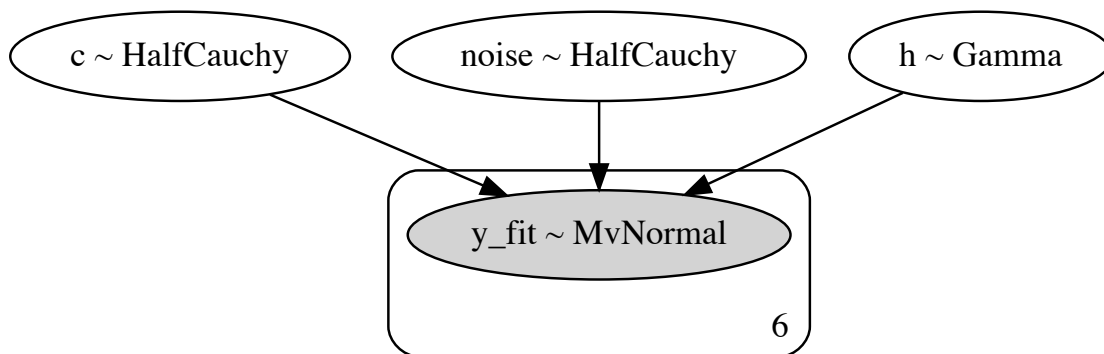 c ~ HalfCauchy
noise ~ HalfCauchy
h ~ Gamma
y_fit ~ MvNormal
6